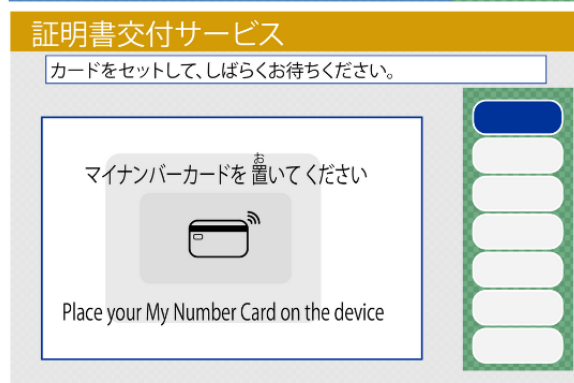 証明書交付サービス
カードをセットして、しばらくお待ちください。
マイナンバーカードを置いてください
お
Place your My Number Card on the device